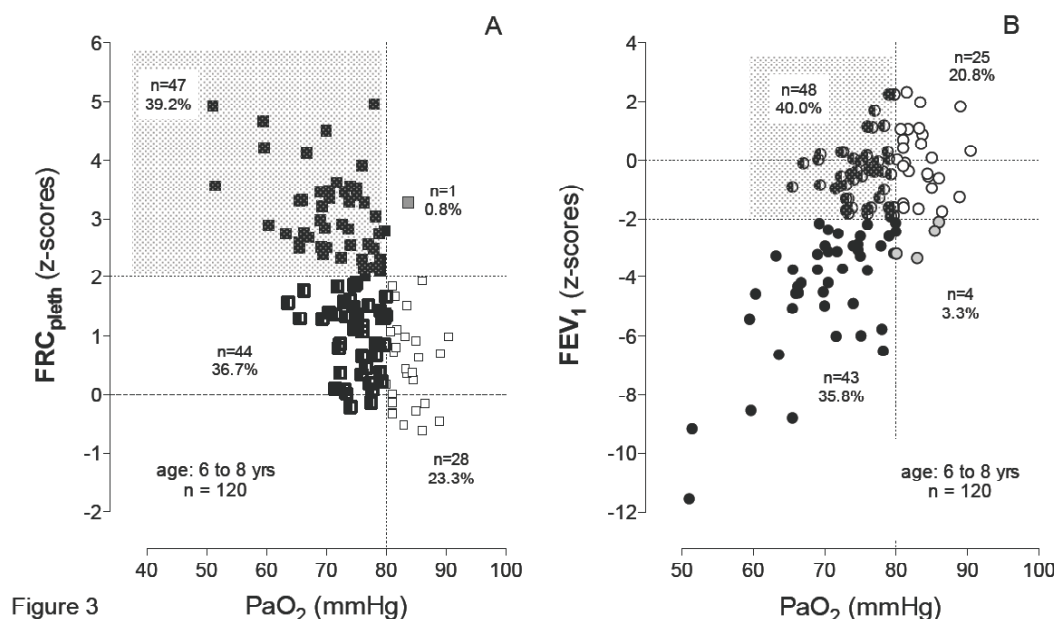 A
6
5
4
3
2
1
0
-1
-2
FRCpleth (z-scores)
n=47
39.2%
n=1
0.8%
n=44
36.7%
n=28
23.3%
age: 6 to 8 yrs
n = 120
40 50 60 70 80 90 100
PaO2 (mmHg)
B
4
2
0
-2
-4
-6
-8
-10
-12
FEV1 (z-scores)
n=25
20.8%
n=48
40.0%
n=4
3.3%
n=43
35.8%
age: 6 to 8 yrs
n = 120
50 60 70 80 90 100
PaO2 (mmHg)
Figure 3